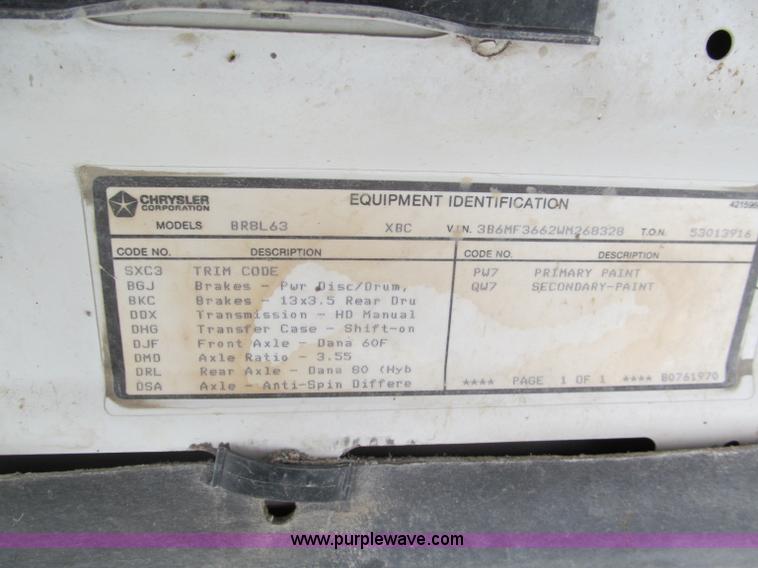 CHRYSLER
CORPORATION
EQUIPMENT IDENTIFICATION
MODELS BR8L63 XBC V.I.N. 3B6MF3662WM268328 T.O.N. 53013916
CODE NO. DESCRIPTION
SXC3 TRIM CODE
BGJ Brakes - Pwr Disc/Drum,
BKC Brakes - 13x3.5 Rear Dru
DDX Transmission - HD Manual
DHG Transfer Case - Shift-on
DJF Front Axle - Dana 60F
DMD Axle Ratio - 3.55
DRL Rear Axle - Dana 80 (Hyb
DSA Axle - Anti-Spin Differe
CODE NO. DESCRIPTION
PW7 PRIMARY PAINT
QW7 SECONDARY-PAINT
**** PAGE 1 OF 1 **** B0761970
www.purplewave.com